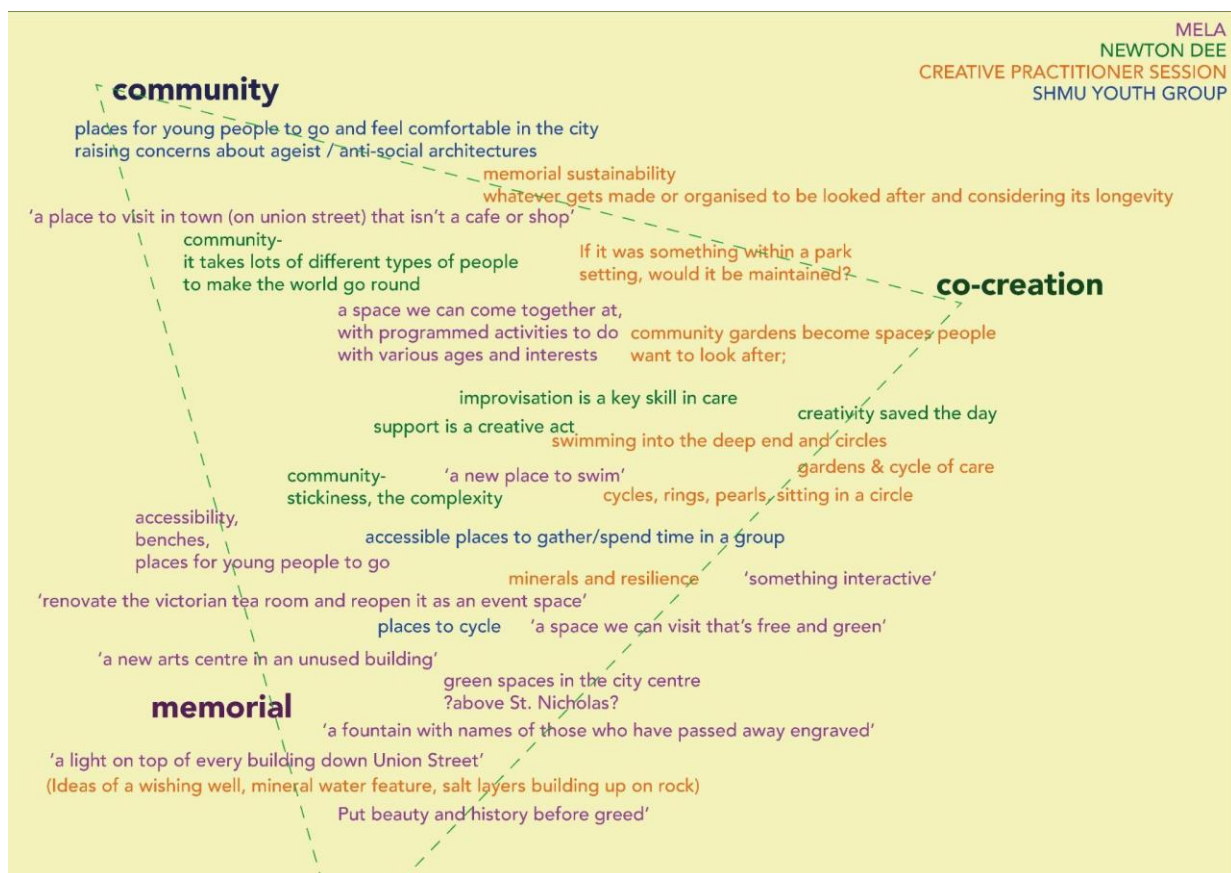 MELA
NEWTON DEE
CREATIVE PRACTITIONER SESSION
SHMU YOUTH GROUP
community
places for young people to go and feel comfortable in the city
raising concerns about ageist / anti-social architectures
memorial sustainability
whatever gets made or organised to be looked after and considering its longevity
'a place to visit in town (on union street) that isn't a cafe or shop'
community-
it takes lots of different types of people
to make the world go round
If it was something within a park
setting, would it be maintained?
co-creation
a space we can come together at,
with programmed activities to do
with various ages and interests
community gardens become spaces people
want to look after;
improvisation is a key skill in care
creativity saved the day
support is a creative act
swimming into the deep end and circles
gardens & cycle of care
community-
stickiness, the complexity
'a new place to swim'
cycles, rings, pearls, sitting in a circle
accessibility,
benches,
places for young people to go
accessible places to gather/spend time in a group
minerals and resilience
'something interactive'
'renovate the victorian tea room and reopen it as an event space'
places to cycle
'a space we can visit that's free and green'
'a new arts centre in an unused building'
green spaces in the city centre
?above St. Nicholas?
memorial
'a fountain with names of those who have passed away engraved'
'a light on top of every building down Union Street'
(Ideas of a wishing well, mineral water feature, salt layers building up on rock)
Put beauty and history before greed'